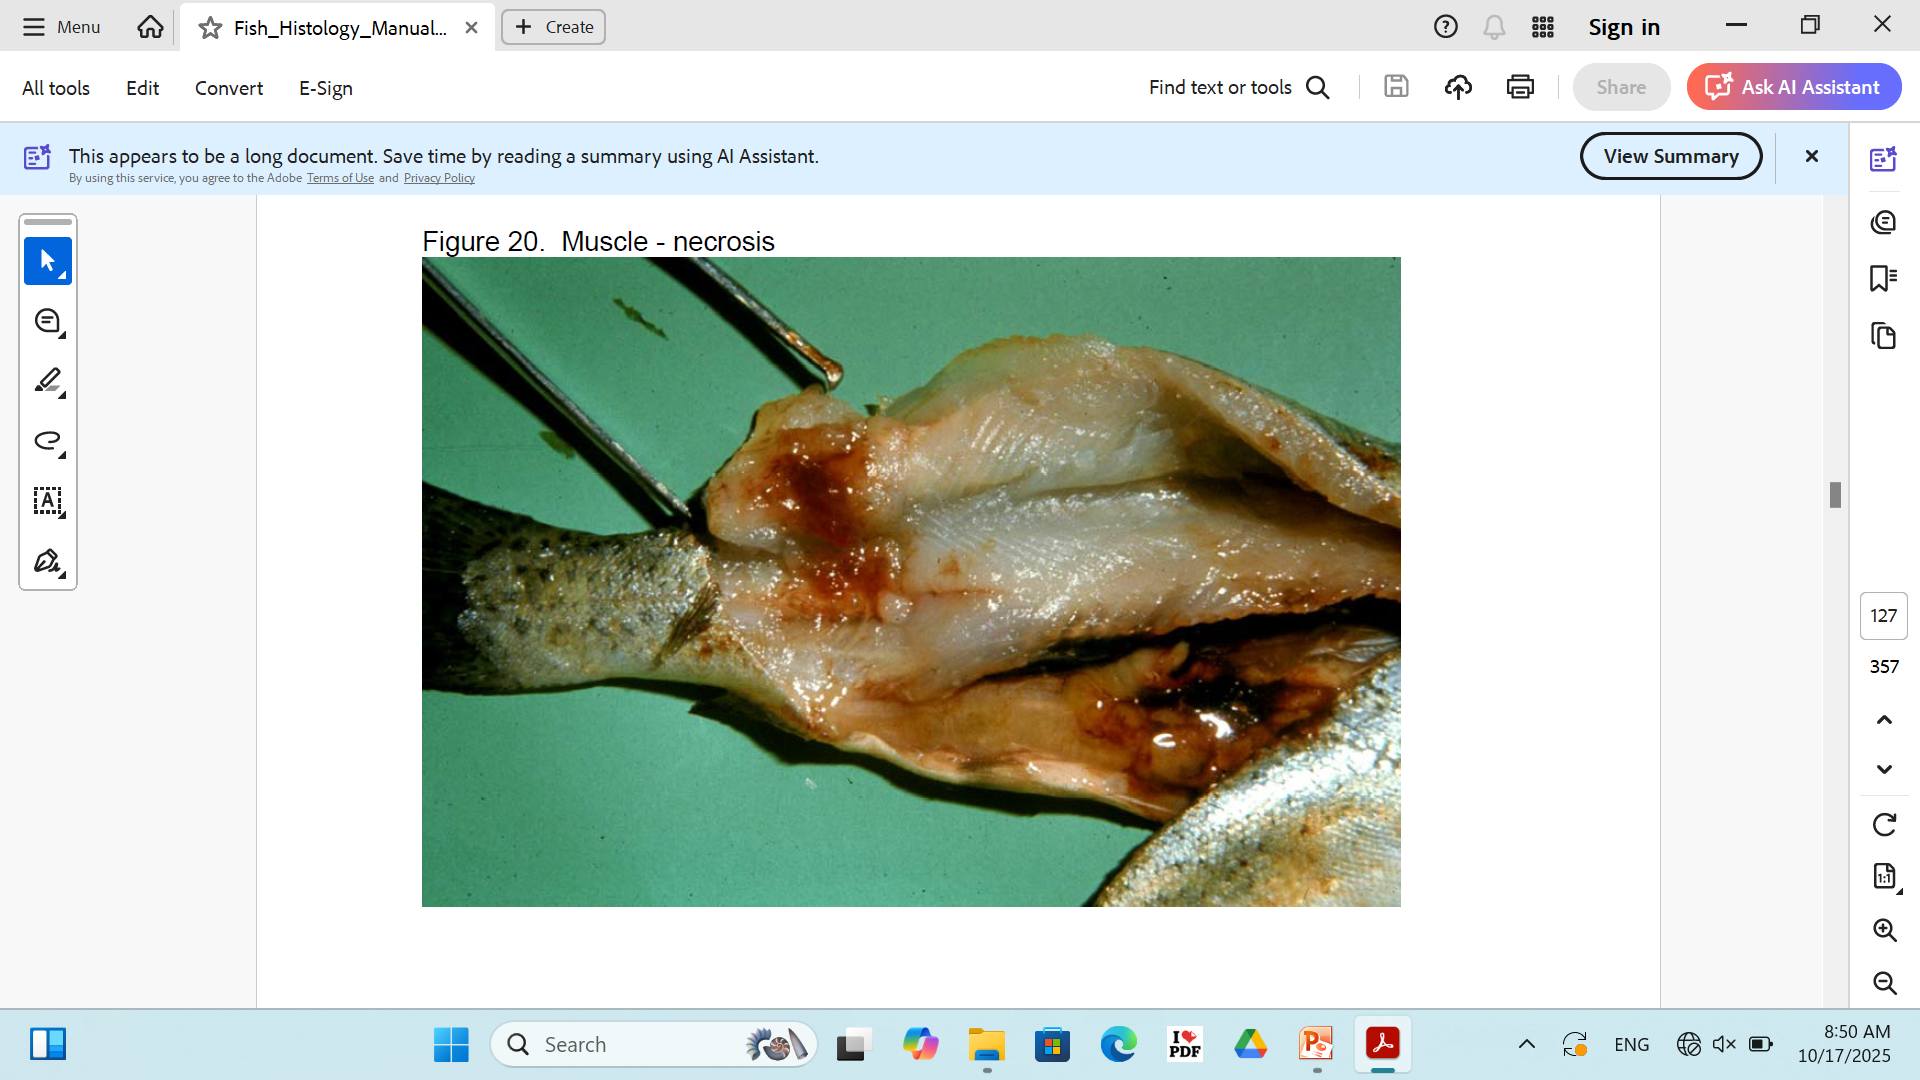 Menu
Fish_Histology_Manual...
Create
Sign in
All tools
Edit
Convert
E-Sign
Find text or tools
Share
Ask AI Assistant
This appears to be a long document. Save time by reading a summary using AI Assistant.
By using this service, you agree to the Adobe Terms of Use and Privacy Policy
View Summary
Figure 20. Muscle - necrosis
A
127
357
1:1
Search
I PDF
P
ENG
8:50 AM
10/17/2025